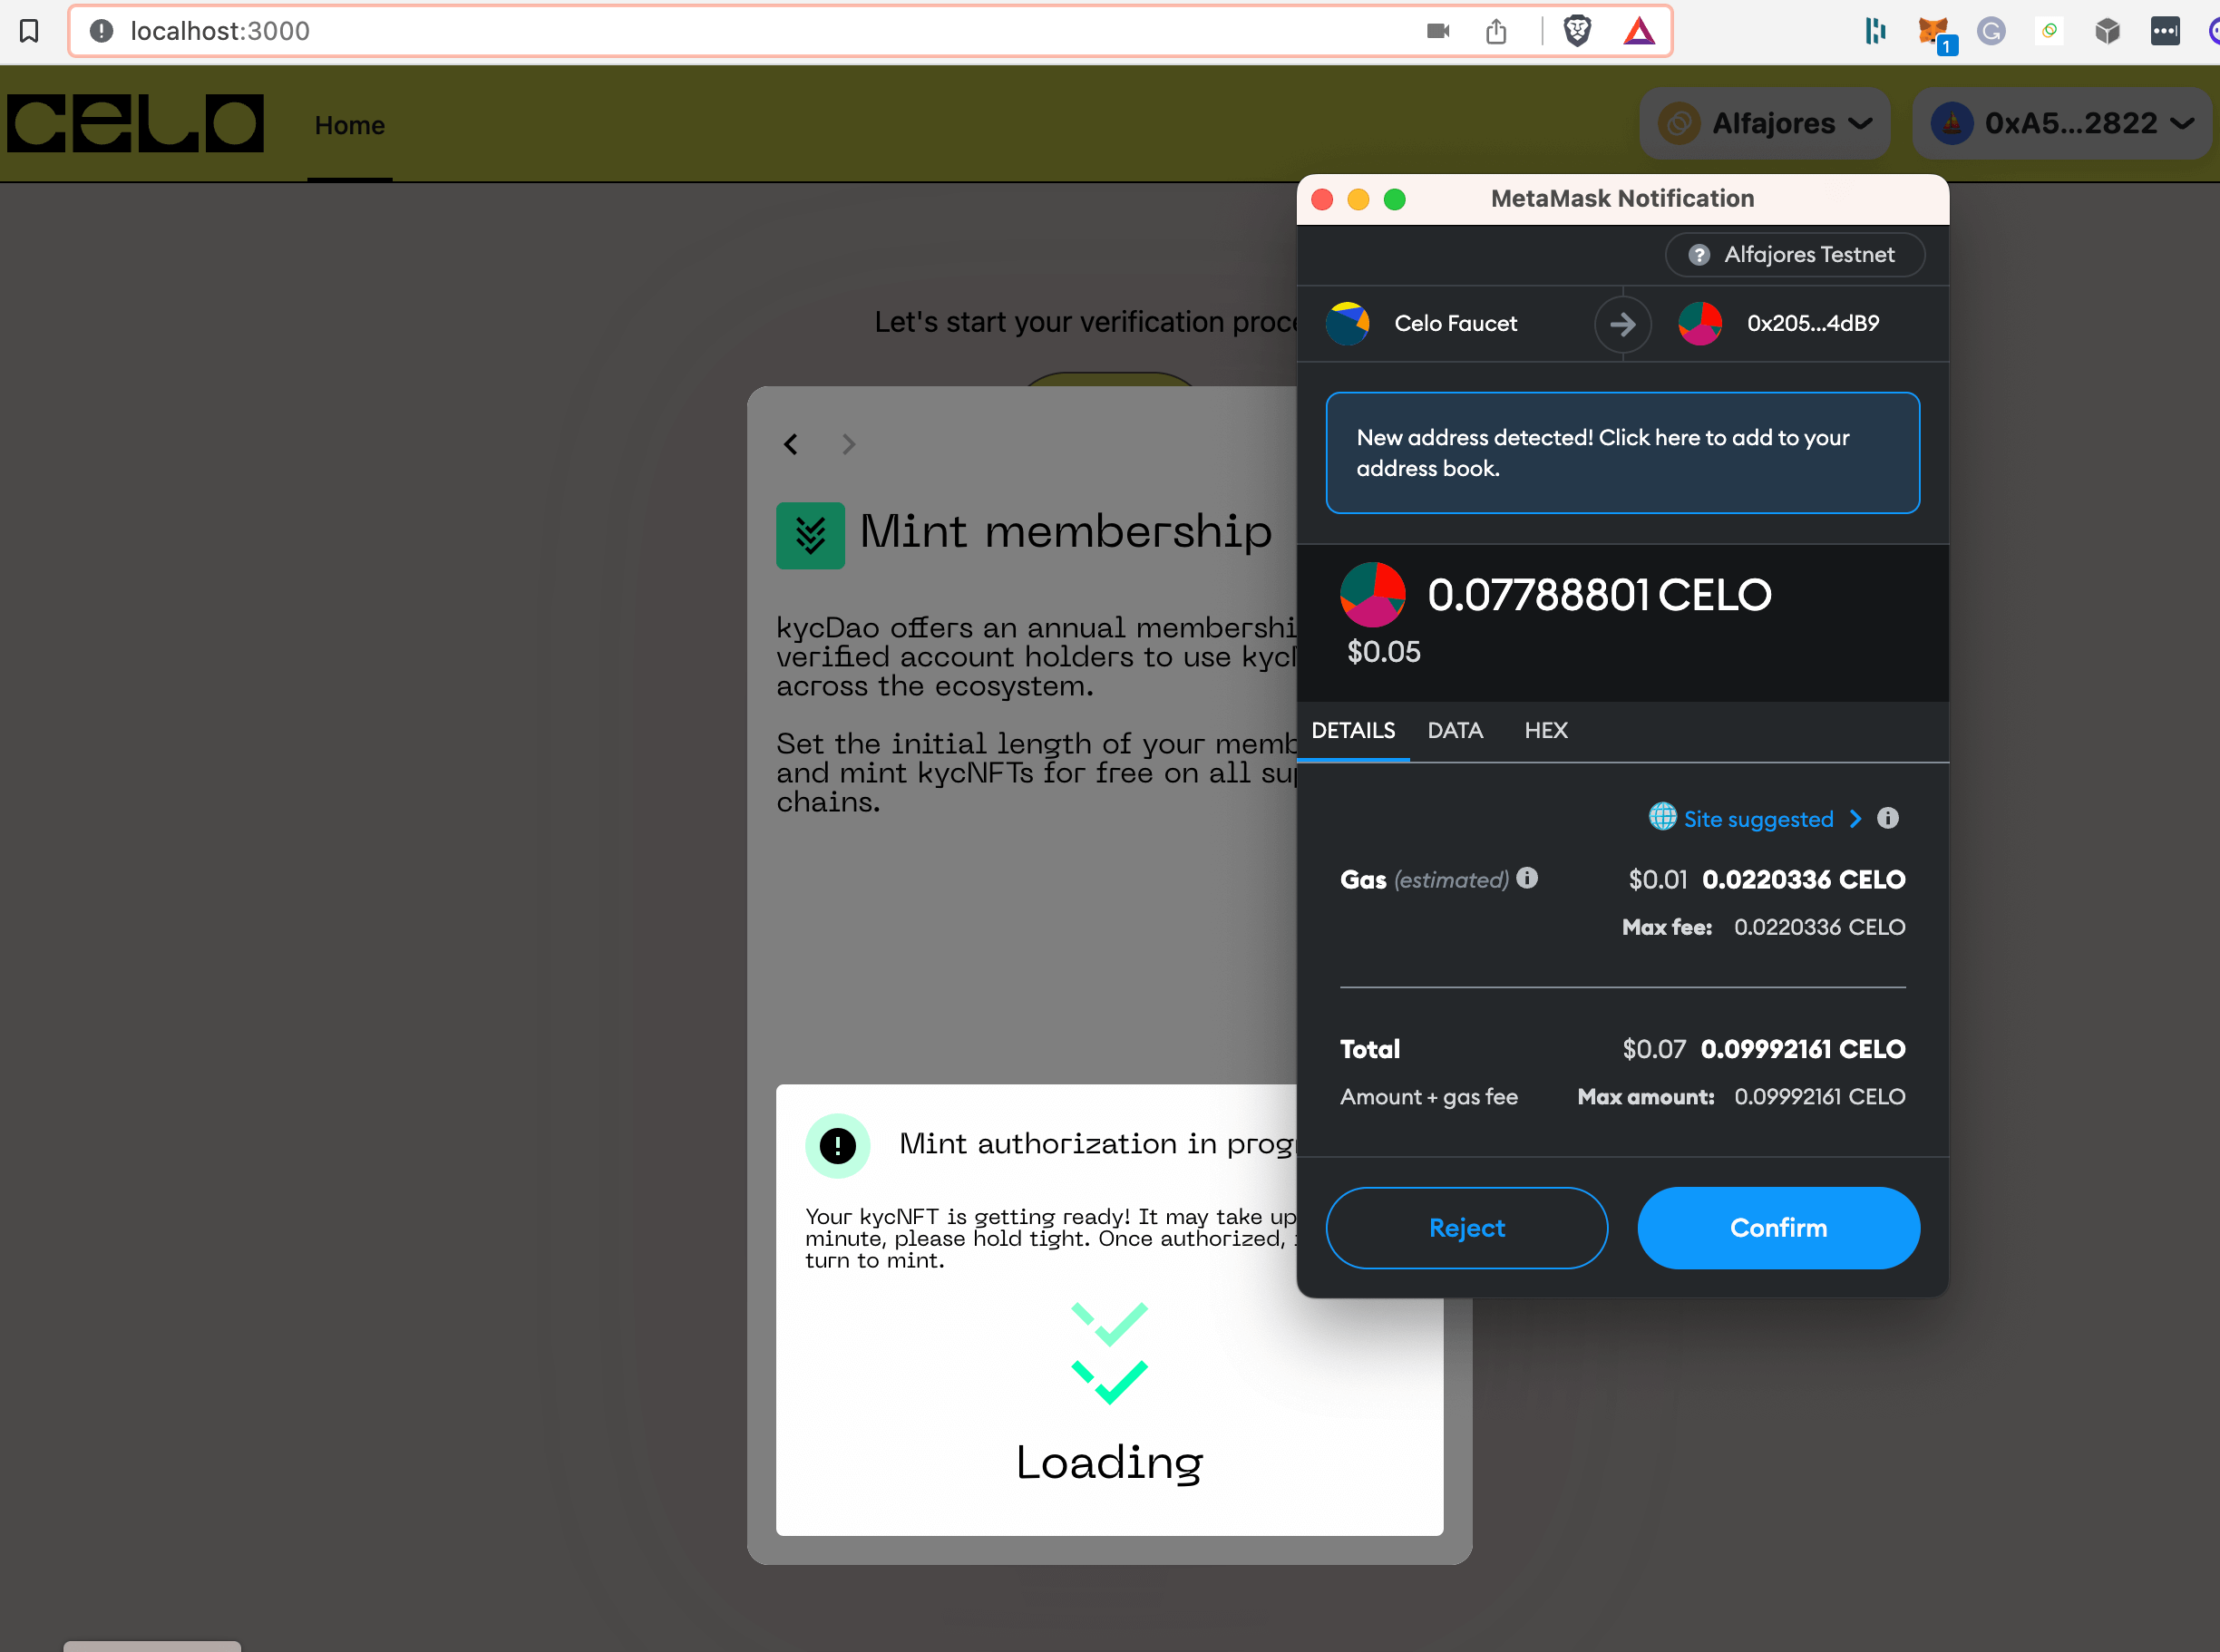 localhost:3000
1
CELO
Home
Alfajores
0xA5...2822
Let's start your verification proce
Mint membership
kycDao offers an annual membershi
verified account holders to use kyc
across the ecosystem.
Set the initial length of your memb
and mint kycNFTs for free on all sup
chains.
Mint authorization in progr
Your kycNFT is getting ready! It may take up
minute, please hold tight. Once authorized,
turn to mint.
Loading
MetaMask Notification
Alfajores Testnet
Celo Faucet
0x205...4dB9
New address detected! Click here to add to your
address book.
0.07788801 CELO
$0.05
DETAILS DATA HEX
Site suggested
Gas (estimated) $0.01 0.0220336 CELO
Max fee: 0.0220336 CELO
Total $0.07 0.09992161 CELO
Amount + gas fee Max amount: 0.09992161 CELO
Reject
Confirm